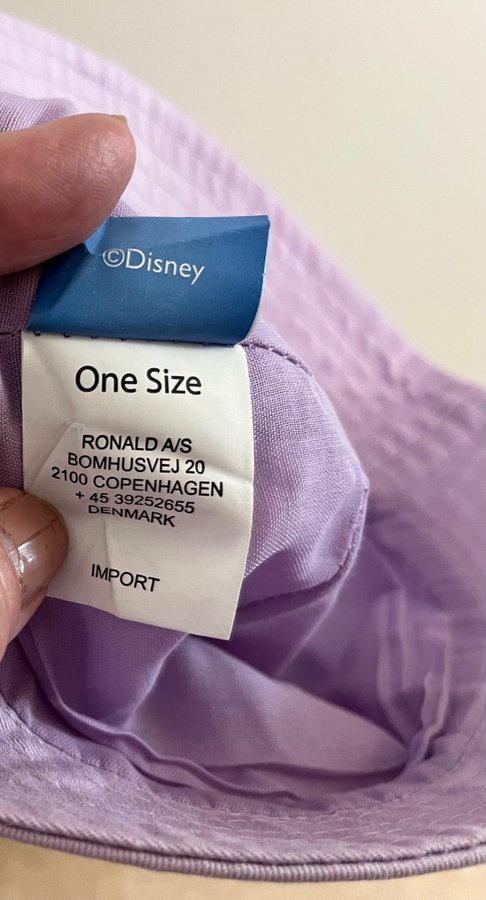 ©Disney
One Size
RONALD A/S
BOMHUSVEJ 20
2100 COPENHAGEN
+ 45 39252655
DENMARK
IMPORT